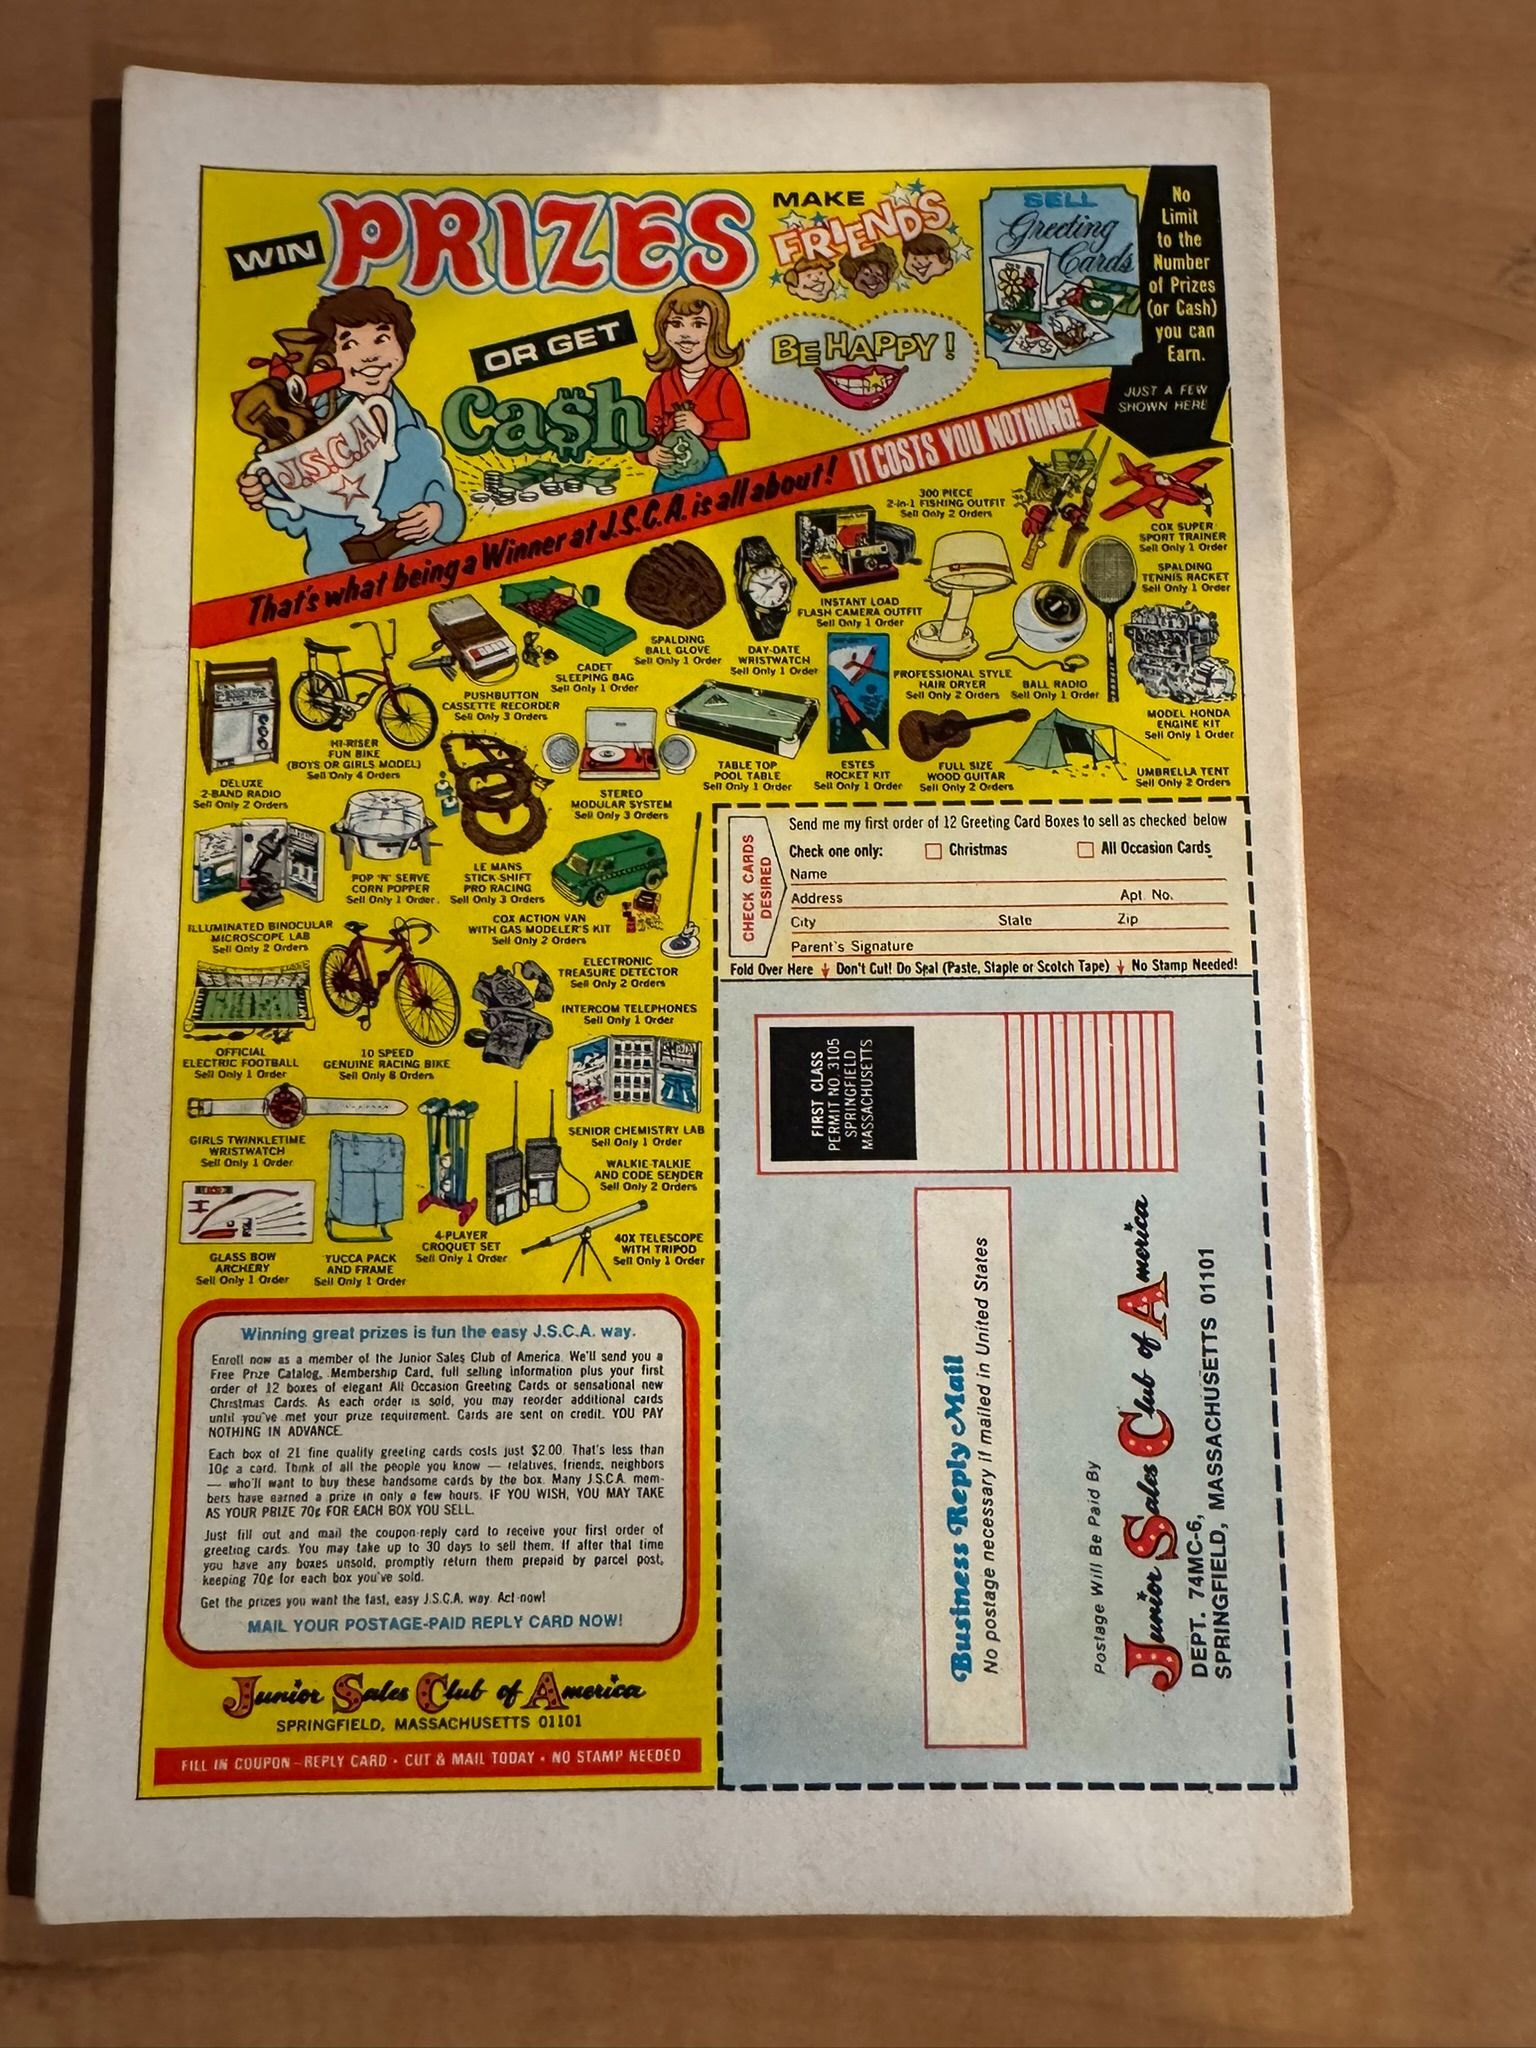 WIN
PRIZES
OR GET
Ca$h
MAKE
FRIENDS
BE HAPPY!
SELL
Greeting
Cards
No
Limit
to the
Number
of Prizes
(or Cash)
you can
Earn.
JUST A FEW
SHOWN HERE
J.S.C.A.
That's what being a Winner at J.S.C.A. is all about! IT COSTS YOU NOTHING!
300 PIECE
2-in-1 FISHING OUTFIT
Sell Only 2 Orders
COX SUPER
SPORT TRAINER
Sell Only 1 Order
SPALDING
TENNIS RACKET
Sell Only 1 Order
INSTANT LOAD
FLASH CAMERA OUTFIT
Sell Only 1 Order
SPALDING
BALL GLOVE
Sell Only 1 Order
DAY-DATE
WRISTWATCH
Sell Only 1 Order
CADET
SLEEPING BAG
Sell Only 1 Order
PROFESSIONAL STYLE
HAIR DRYER
Sell Only 2 Orders
BALL RADIO
Sell Only 1 Order
PUSHBUTTON
CASSETTE RECORDER
Sell Only 3 Orders
MODEL HONDA
ENGINE KIT
Sell Only 1 Order
HI-RISER
FUN BIKE
(BOYS OR GIRLS MODEL)
Sell Only 4 Orders
DELUXE
2-BAND RADIO
Sell Only 2 Orders
STEREO
MODULAR SYSTEM
Sell Only 3 Orders
TABLE TOP
POOL TABLE
Sell Only 1 Order
ESTES
ROCKET KIT
Sell Only 1 Order
FULL SIZE
WOOD GUITAR
Sell Only 2 Orders
UMBRELLA TENT
Sell Only 2 Orders
POP 'N' SERVE
CORN POPPER
Sell Only 1 Order.
LE MANS
STICK-SHIFT
PRO RACING
Sell Only 3 Orders
COX ACTION VAN
WITH GAS MODELER'S KIT
Sell Only 2 Orders
ILLUMINATED BINOCULAR
MICROSCOPE LAB
Sell Only 2 Orders
ELECTRONIC
TREASURE DETECTOR
Sell Only 2 Orders
INTERCOM TELEPHONES
Sell Only 1 Order
OFFICIAL
ELECTRIC FOOTBALL
Sell Only 1 Order
10 SPEED
GENUINE RACING BIKE
Sell Only 8 Orders
SENIOR CHEMISTRY LAB
Sell Only 1 Order
GIRLS TWINKLETIME
WRISTWATCH
Sell Only 1 Order
WALKIE-TALKIE
AND CODE SENDER
Sell Only 2 Orders
GLASS BOW
ARCHERY
Sell Only 1 Order
YUCCA PACK
AND FRAME
Sell Only 1 Order
4-PLAYER
CROQUET SET
Sell Only 1 Order
40X TELESCOPE
WITH TRIPOD
Sell Only 1 Order
Winning great prizes is fun the easy J.S.C.A. way.
Enroll now as a member of the Junior Sales Club of America. We'll send you a
Free Prize Catalog, Membership Card, full selling information plus your first
order of 12 boxes of elegant All Occasion Greeting Cards or sensational new
Christmas Cards. As each order is sold, you may reorder additional cards
until you've met your prize requirement. Cards are sent on credit. YOU PAY
NOTHING IN ADVANCE.
Each box of 21 fine quality greeting cards costs just $2.00. That's less than
10¢ a card. Think of all the people you know — relatives, friends, neighbors
— who'll want to buy these handsome cards by the box. Many J.S.C.A. mem-
bers have earned a prize in only a few hours. IF YOU WISH, YOU MAY TAKE
AS YOUR PRIZE 70¢ FOR EACH BOX YOU SELL.
Just fill out and mail the coupon-reply card to receive your first order of
greeting cards. You may take up to 30 days to sell them. If after that time
you have any boxes unsold, promptly return them prepaid by parcel post,
keeping 70¢ for each box you've sold.
Get the prizes you want the fast, easy J.S.C.A. way. Act now!
MAIL YOUR POSTAGE-PAID REPLY CARD NOW!
Junior Sales Club of America
SPRINGFIELD, MASSACHUSETTS 01101
FILL IN COUPON–REPLY CARD • CUT & MAIL TODAY • NO STAMP NEEDED
CHECK CARDS
DESIRED
Send me my first order of 12 Greeting Card Boxes to sell as checked below
Check one only: Christmas All Occasion Cards
Name
Address Apt. No.
City State Zip
Parent's Signature
Fold Over Here Don't Cut! Do Seal (Paste, Staple or Scotch Tape) No Stamp Needed!
FIRST CLASS
PERMIT NO. 3105
SPRINGFIELD
MASSACHUSETTS
Business Reply Mail
No postage necessary if mailed in United States
Postage Will Be Paid By
Junior Sales Club of America
DEPT. 74MC-6,
SPRINGFIELD, MASSACHUSETTS 01101